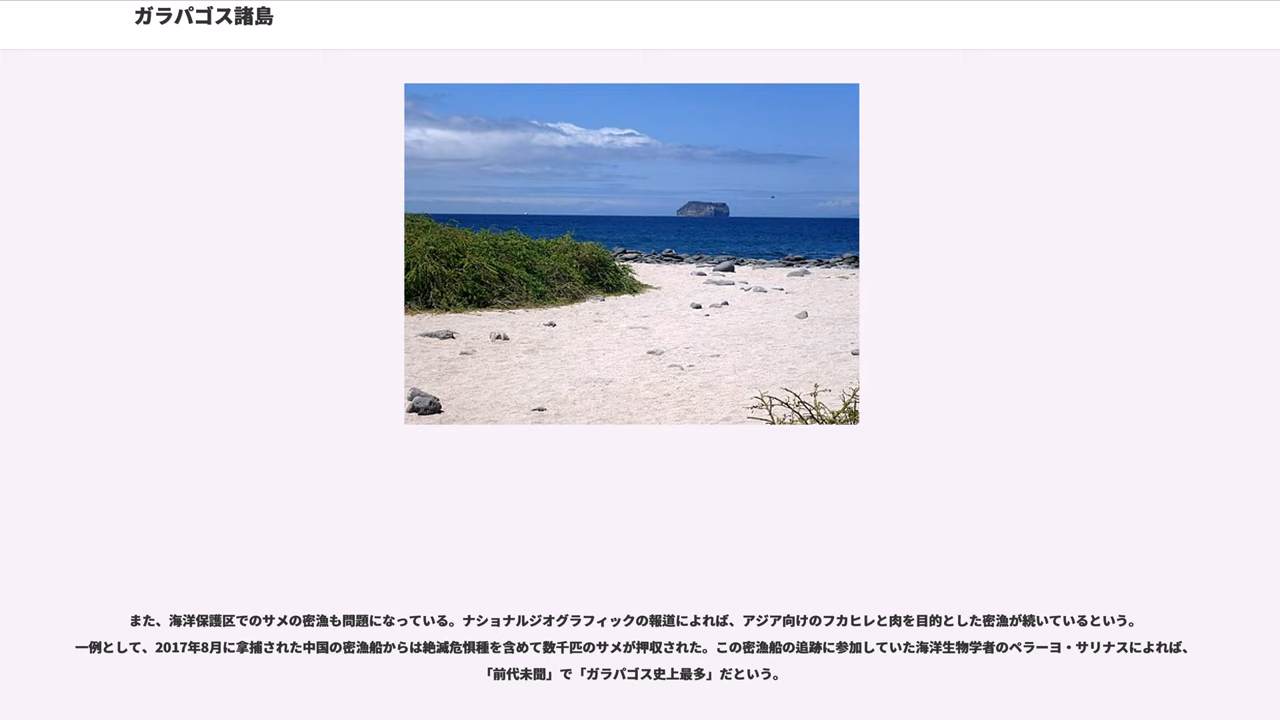 ガラパゴス諸島
また、海洋保護区でのサメの密漁も問題になっている。ナショナルジオグラフィックの報道によれば、アジア向けのフカヒレと肉を目的とした密漁が続いているという。
一例として、2017年8月に拿捕された中国の密漁船からは絶滅危惧種を含めて数千匹のサメが押収された。この密漁船の追跡に参加していた海洋生物学者のペラーヨ・サリナスによれば、
「前代未聞」で「ガラパゴス史上最多」だという。